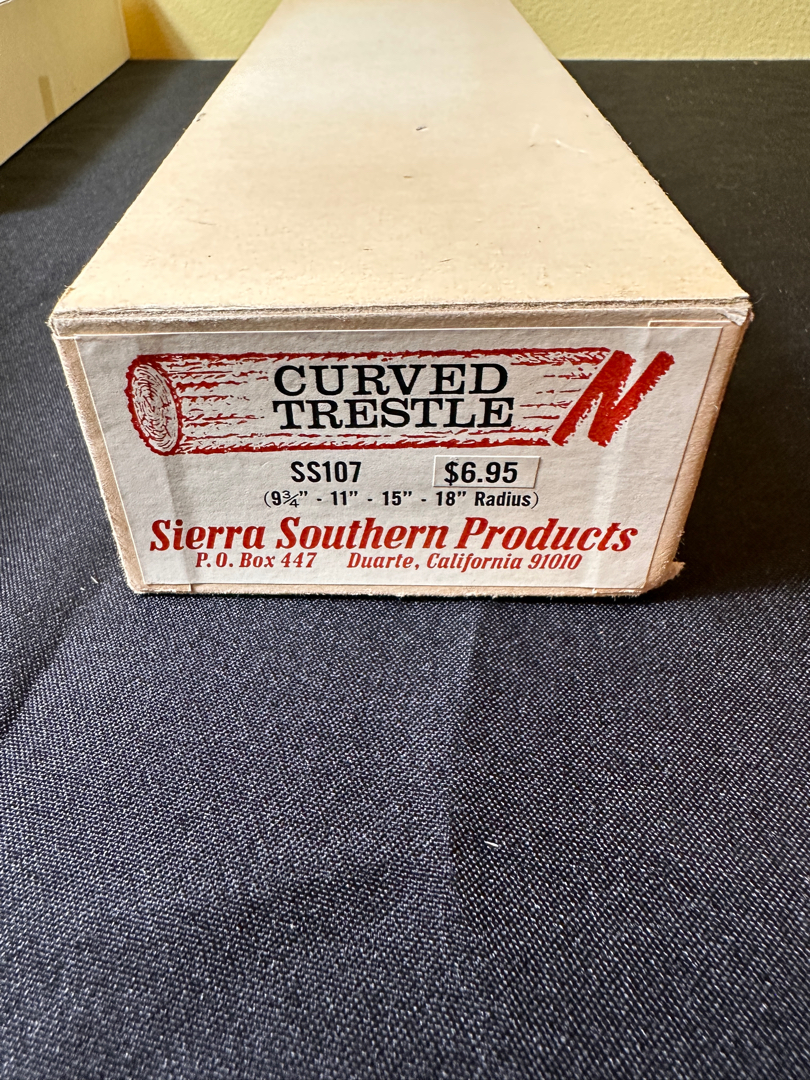 CURVED
TRESTLE
N
SS107 $6.95
(9¾" - 11" - 15" - 18" Radius)
Sierra Southern Products
P.O. Box 447 Duarte, California 91010